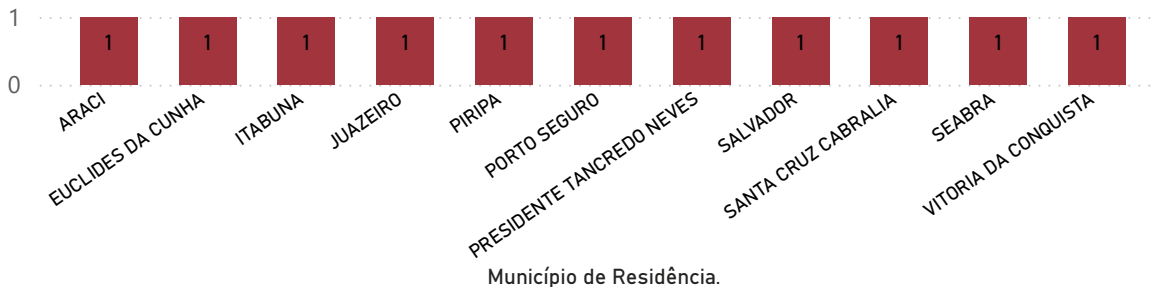 1
1 1 1 1 1 1 1 1 1 1 1
0
ARACI
EUCLIDES DA CUNHA
ITABUNA
JUAZEIRO
PIRIPA
PORTO SEGURO
PRESIDENTE TANCREDO NEVES
SALVADOR
SANTA CRUZ CABRALIA
SEABRA
VITORIA DA CONQUISTA
Município de Residência.